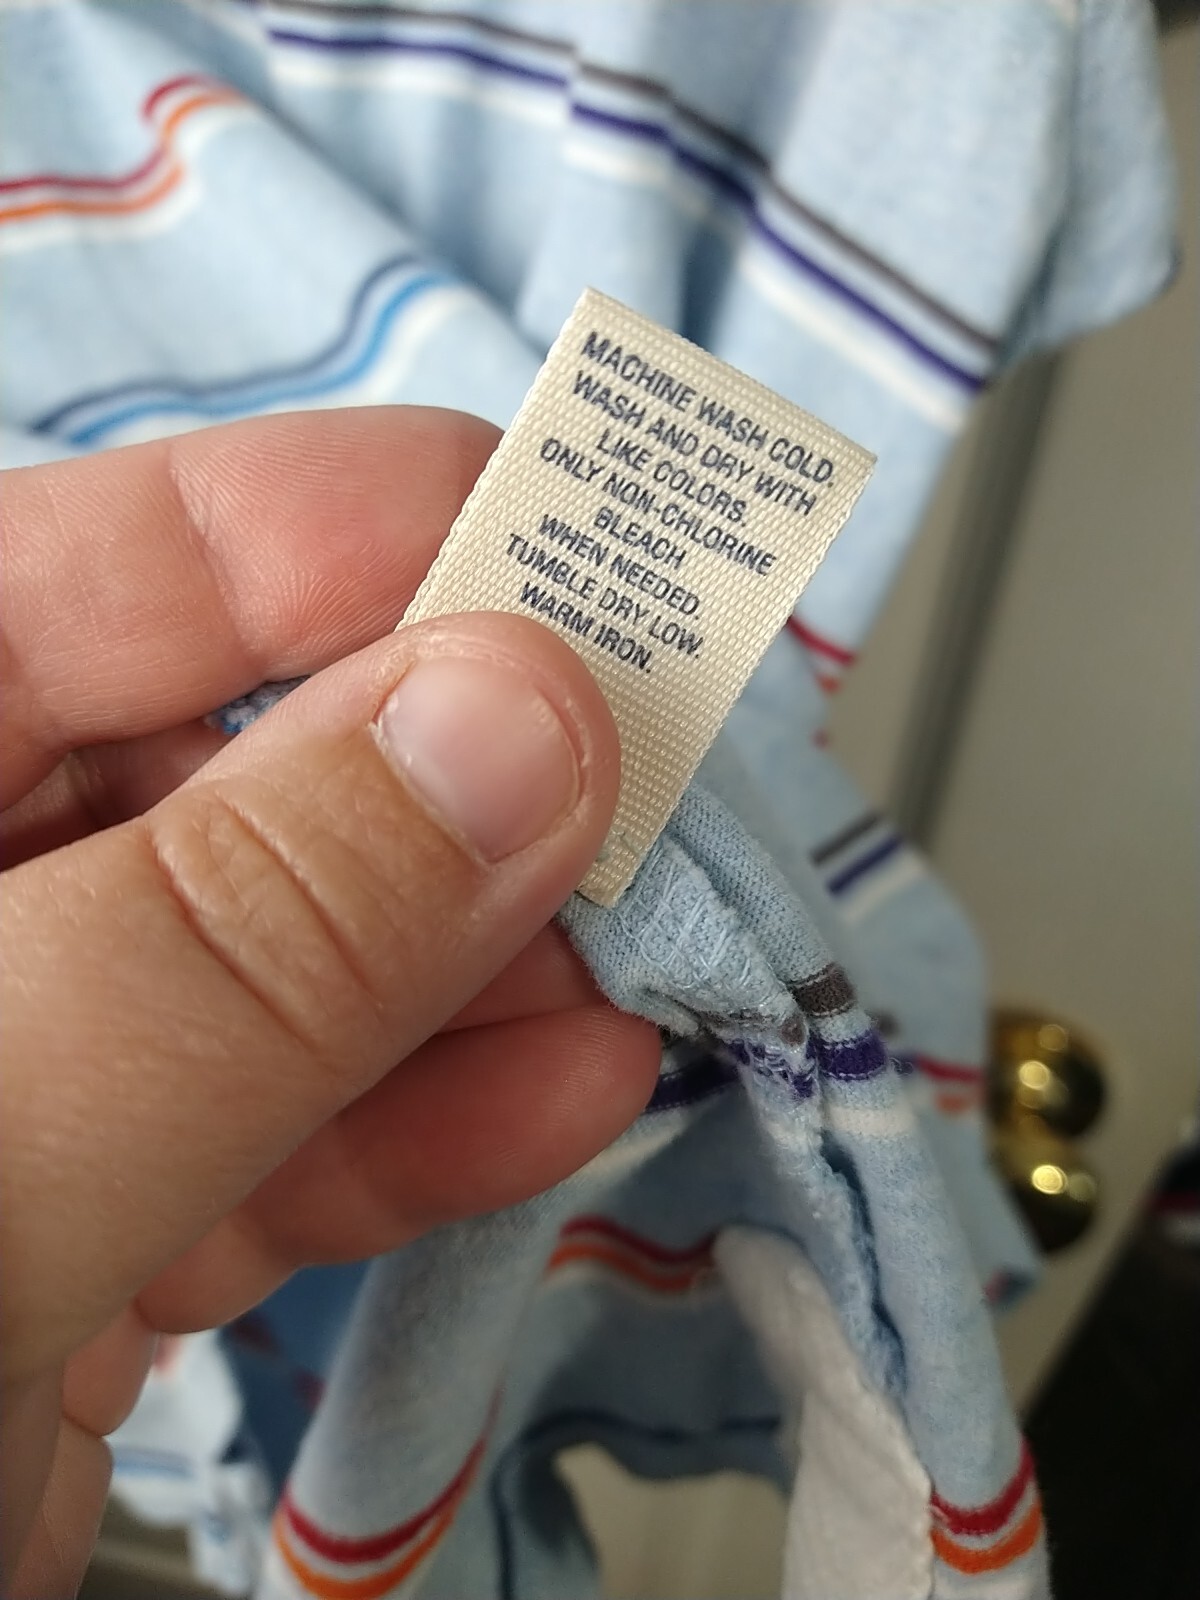 MACHINE WASH COLD.
WASH AND DRY WITH
LIKE COLORS.
ONLY NON-CHLORINE
BLEACH
WHEN NEEDED.
TUMBLE DRY LOW.
WARM IRON.